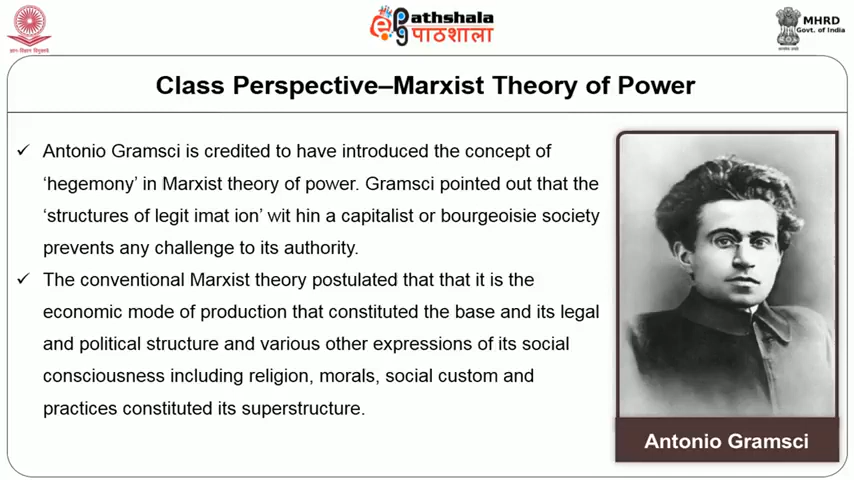 ePathshala
पाठशाला
MHRD
Govt. of India
Class Perspective–Marxist Theory of Power
✓ Antonio Gramsci is credited to have introduced the concept of
‘hegemony’ in Marxist theory of power. Gramsci pointed out that the
‘structures of legit imat ion’ wit hin a capitalist or bourgeoisie society
prevents any challenge to its authority.
✓ The conventional Marxist theory postulated that that it is the
economic mode of production that constituted the base and its legal
and political structure and various other expressions of its social
consciousness including religion, morals, social custom and
practices constituted its superstructure.
Antonio Gramsci